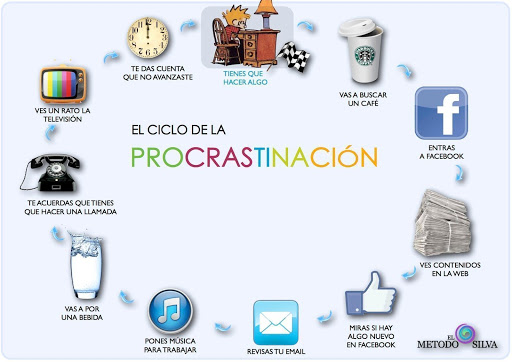 EL CICLO DE LA
PROCRASTINACIÓN
TIENES QUE
HACER ALGO
VAS A BUSCAR
UN CAFÉ
ENTRAS
A FACEBOOK
VES CONTENIDOS
EN LA WEB
MIRAS SI HAY
ALGO NUEVO
EN FACEBOOK
REVISAS TU EMAIL
PONES MÚSICA
PARA TRABAJAR
VAS A POR
UNA BEBIDA
TE ACUERDAS QUE TIENES
QUE HACER UNA LLAMADA
VES UN RATO LA
TELEVISIÓN
TE DAS CUENTA
QUE NO AVANZASTE
EL
METODO SILVA